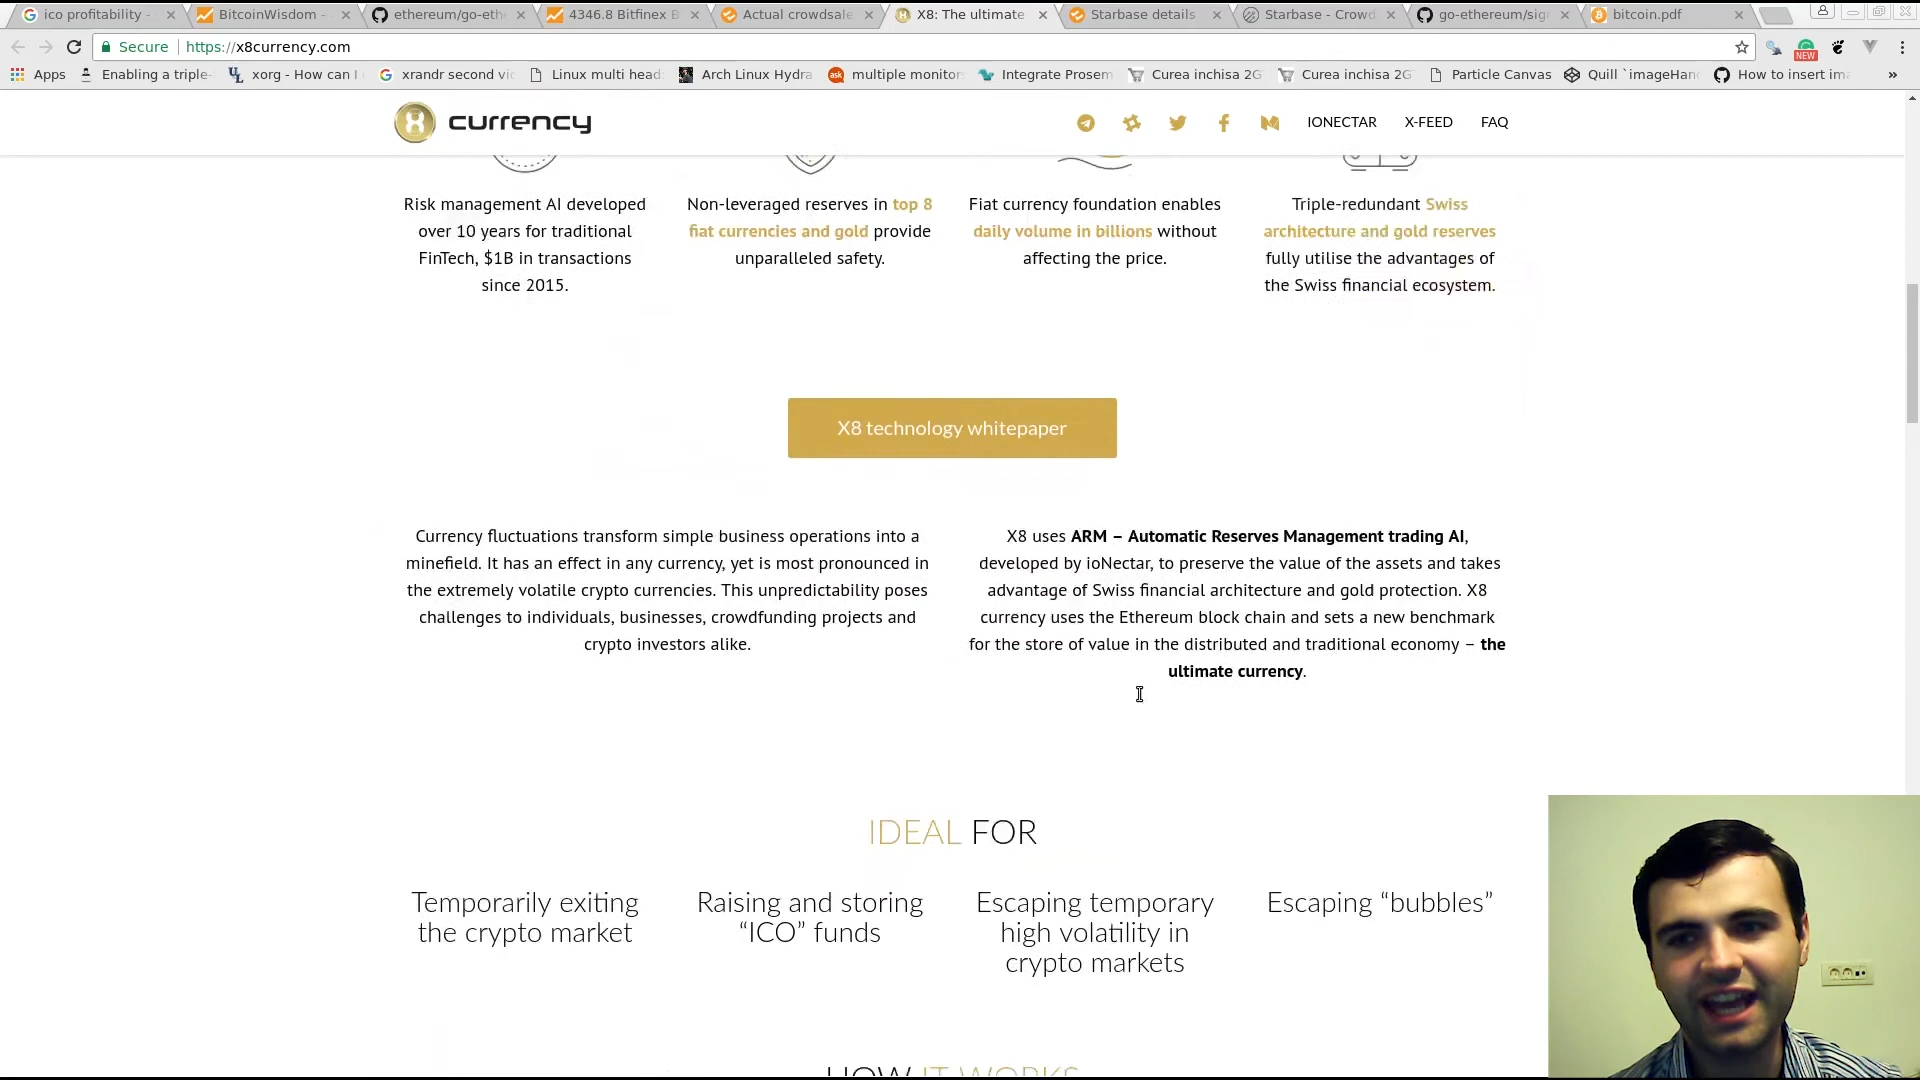 ico profitability -
BitcoinWisdom -
ethereum/go-eth
4346.8 Bitfinex B
Actual crowdsale
X8: The ultimate
Starbase details
Starbase - Crowd
go-ethereum/sig
bitcoin.pdf
Secure
https://x8currency.com
NEW
Apps
Enabling a triple-
xorg - How can I
xrandr second vi
Linux multi head
Arch Linux Hydra
ask
multiple monitor
Integrate Prosem
Curea inchisa 2G
Curea inchisa 2G
Particle Canvas
Quill `imageHan
How to insert im
»
8 currency
IONECTAR
X-FEED
FAQ
Risk management AI developed
over 10 years for traditional
FinTech, $1B in transactions
since 2015.
Non-leveraged reserves in top 8
fiat currencies and gold provide
unparalleled safety.
Fiat currency foundation enables
daily volume in billions without
affecting the price.
Triple-redundant Swiss
architecture and gold reserves
fully utilise the advantages of
the Swiss financial ecosystem.
X8 technology whitepaper
Currency fluctuations transform simple business operations into a
minefield. It has an effect in any currency, yet is most pronounced in
the extremely volatile crypto currencies. This unpredictability poses
challenges to individuals, businesses, crowdfunding projects and
crypto investors alike.
X8 uses ARM – Automatic Reserves Management trading AI,
developed by ioNectar, to preserve the value of the assets and takes
advantage of Swiss financial architecture and gold protection. X8
currency uses the Ethereum block chain and sets a new benchmark
for the store of value in the distributed and traditional economy – the
ultimate currency.
IDEAL FOR
Temporarily exiting
the crypto market
Raising and storing
“ICO” funds
Escaping temporary
high volatility in
crypto markets
Escaping “bubbles”
HOW IT WORKS